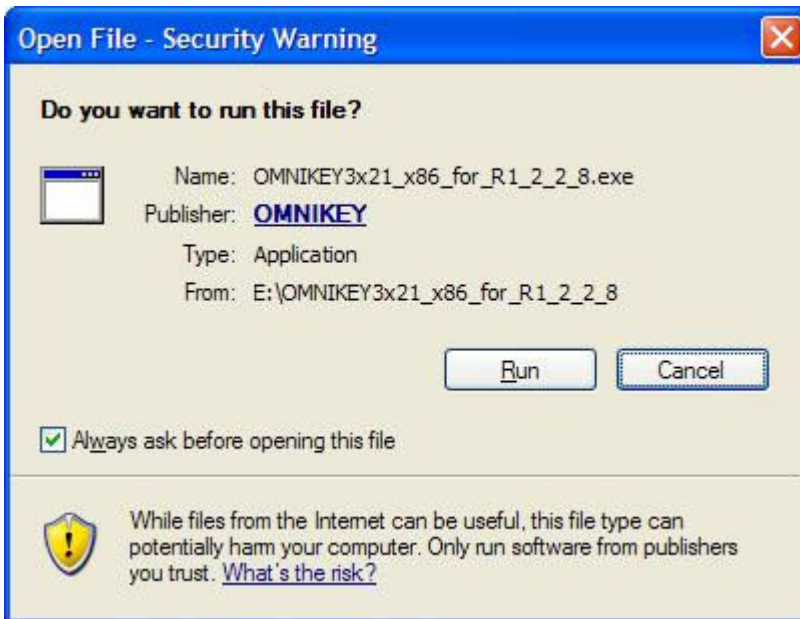 Open File - Security Warning
Do you want to run this file?
Name: OMNIKEY3x21_x86_for_R1_2_2_8.exe
Publisher: OMNIKEY
Type: Application
From: E:\OMNIKEY3x21_x86_for_R1_2_2_8
Run Cancel
Always ask before opening this file
While files from the Internet can be useful, this file type can
potentially harm your computer. Only run software from publishers
you trust. What's the risk?